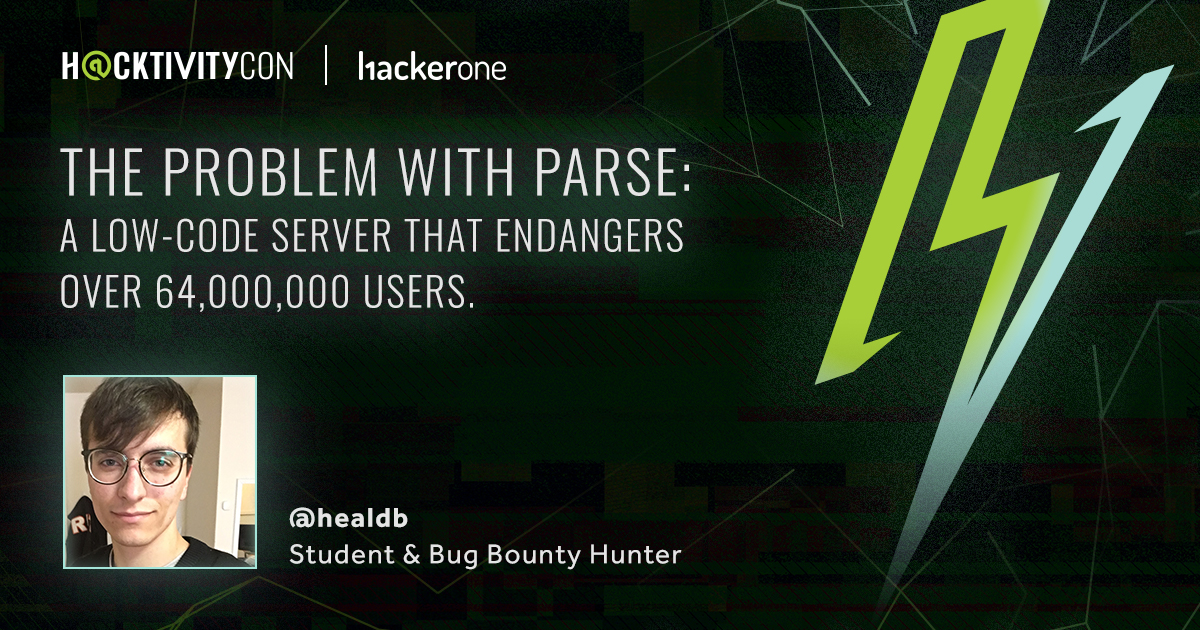 H@CKTIVITYCON | hackerone
THE PROBLEM WITH PARSE:
A LOW-CODE SERVER THAT ENDANGERS
OVER 64,000,000 USERS.
R
@healdb
Student & Bug Bounty Hunter